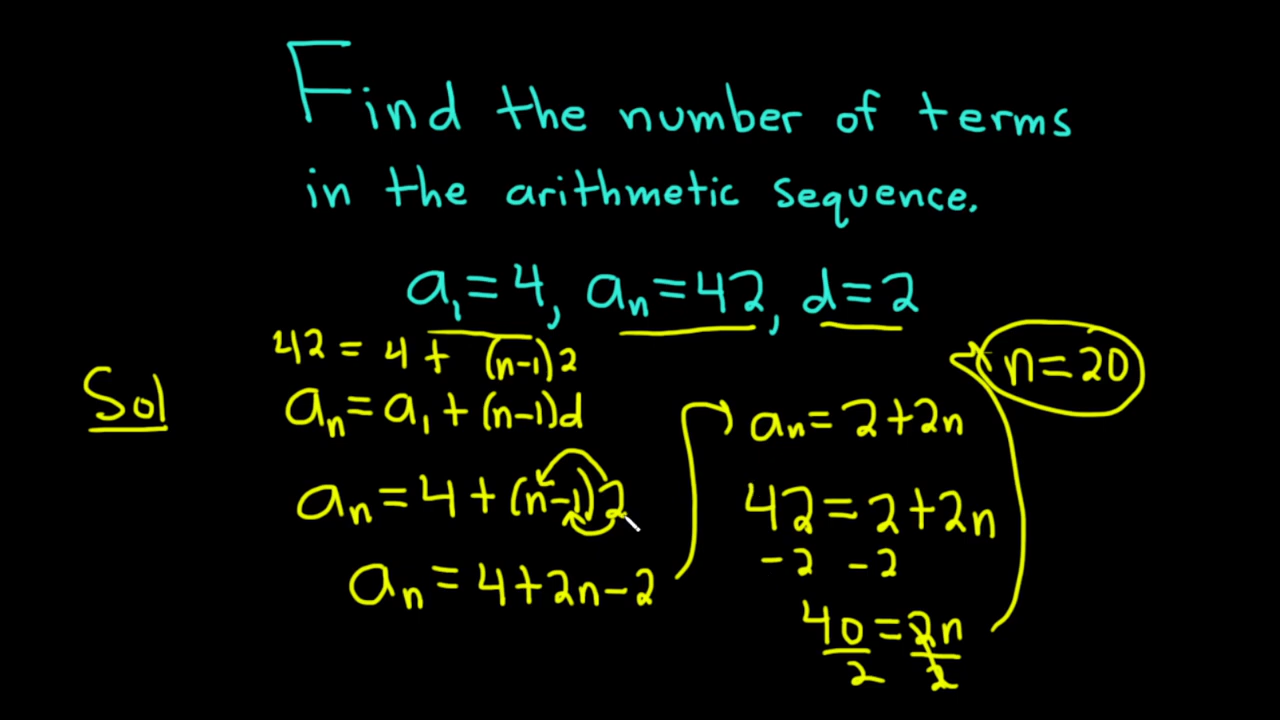 Find the number of terms
in the arithmetic sequence.
a₁=4, aₙ=42, d=2
42 = 4 + (n-1)2
Sol
aₙ=a₁+(n-1)d
aₙ=4+(n-1)2
aₙ=4+2n-2
aₙ=2+2n
42=2+2n
-2 -2
40=2n
2 2
n=20